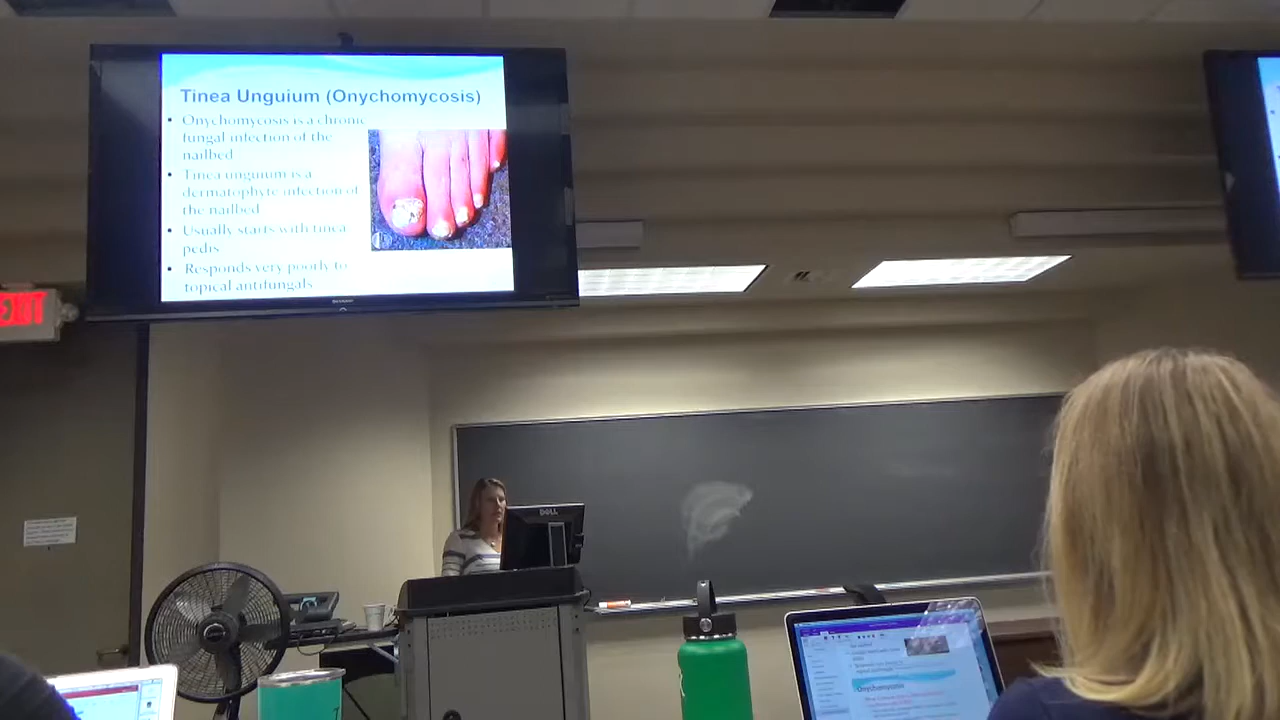 Tinea Unguium (Onychomycosis)
• Onychomycosis is a chronic
fungal infection of the
nailbed
• Tinea unguium is a
dermatophyte infection of
the nailbed
• Usually starts with tinea
pedis
• Responds very poorly to
topical antifungals
EXIT
DELL
Onychomycosis